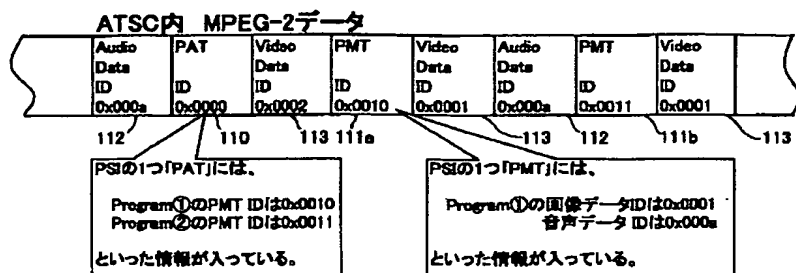 ATSC内 MPEG-2データ
Audio Data ID 0x000a
PAT ID 0x0000
Video Data ID 0x0002
PMT ID 0x0010
Video Data ID 0x0001
Audio Data ID 0x000a
PMT ID 0x0011
Video Data ID 0x0001
112
110
113
111a
113
112
111b
113
PSIの1つ「PAT」には、
Program①のPMT IDは0x0010
Program②のPMT IDは0x0011
といった情報が入っている。
PSIの1つ「PMT」には、
Program①の画像データIDは0x0001
音声データ IDは0x000a
といった情報が入っている。